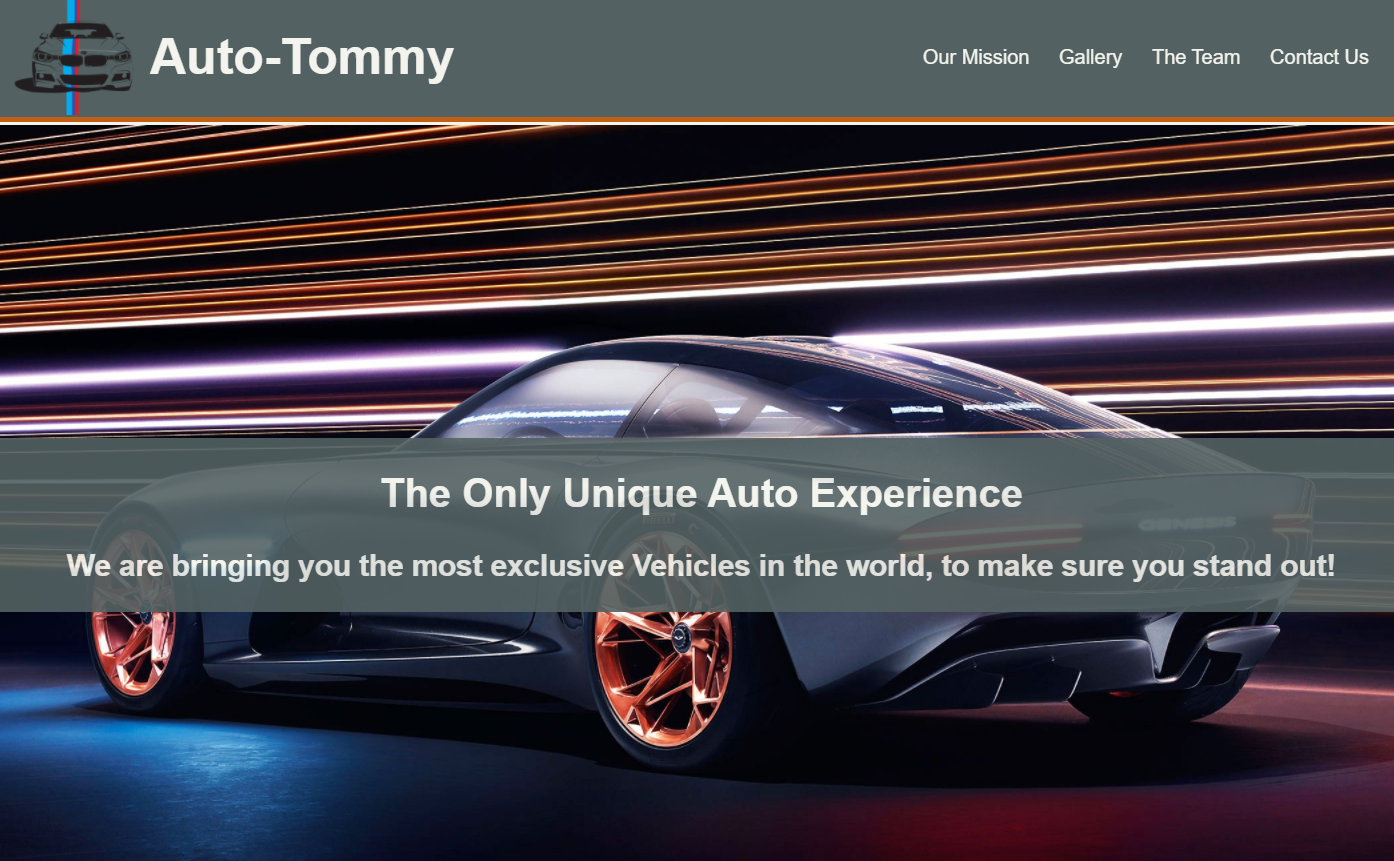 Auto-Tommy
Our Mission Gallery The Team Contact Us
The Only Unique Auto Experience
GENESIS
We are bringing you the most exclusive Vehicles in the world, to make sure you stand out!